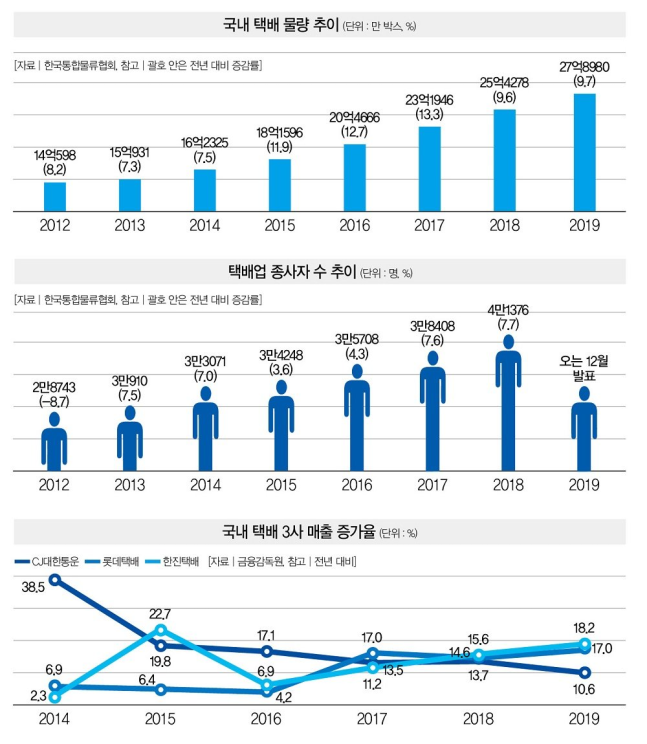 국내 택배 물량 추이 (단위 : 만 박스, %)
[자료 | 한국통합물류협회, 참고 | 괄호 안은 전년 대비 증감률]
14억598
(8.2)
15억931
(7.3)
16억2325
(7.5)
18억1596
(11.9)
20억4666
(12.7)
23억1946
(13.3)
25억4278
(9.6)
27억8980
(9.7)
2012 2013 2014 2015 2016 2017 2018 2019
택배업 종사자 수 추이 (단위 : 명, %)
[자료 | 한국통합물류협회, 참고 | 괄호 안은 전년 대비 증감률]
2만8743
(-8.7)
3만910
(7.5)
3만3071
(7.0)
3만4248
(3.6)
3만5708
(4.3)
3만8408
(7.6)
4만1376
(7.7)
오는 12월
발표
2012 2013 2014 2015 2016 2017 2018 2019
국내 택배 3사 매출 증가율 (단위 : %)
CJ대한통운 롯데택배 한진택배 [자료 | 금융감독원, 참고 | 전년 대비]
38.5
6.9
2.3
22.7
19.8
6.4
17.1
6.9
4.2
17.0
13.5
11.2
15.6
14.6
13.7
18.2
17.0
10.6
2014 2015 2016 2017 2018 2019